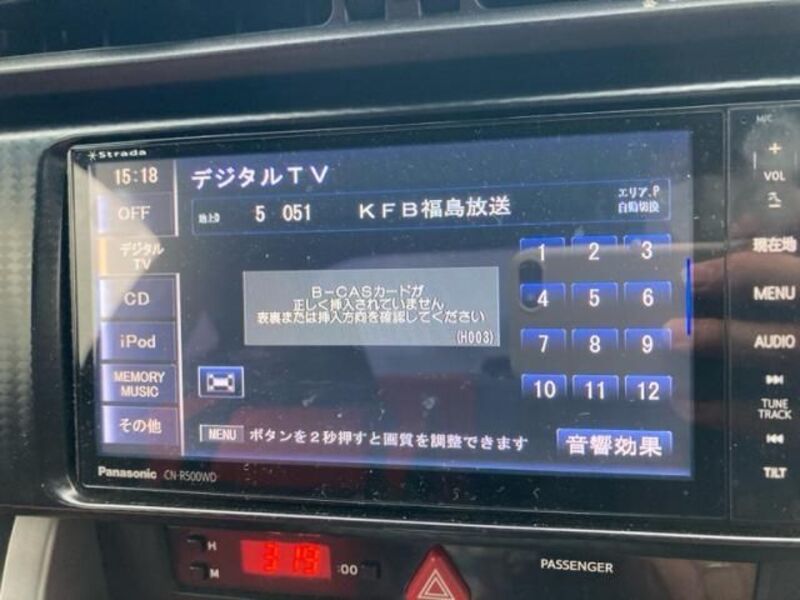 Strada
15:18
デジタルTV
OFF
地上D 5 051 KFB福島放送
エリア.P
自動切換
デジタル
TV
CD
iPod
MEMORY
MUSIC
その他
B-CASカードが
正しく挿入されていません
表裏または挿入方向を確認してください
(H003)
1 2 3
4 5 6
7 8 9
10 11 12
MENU ボタンを2秒押すと画質を調整できます
音響効果
Panasonic CN-R500WD
M/C
+
VOL
現在地
MENU
AUDIO
TUNE
TRACK
TILT
H
M
:00
PASSENGER